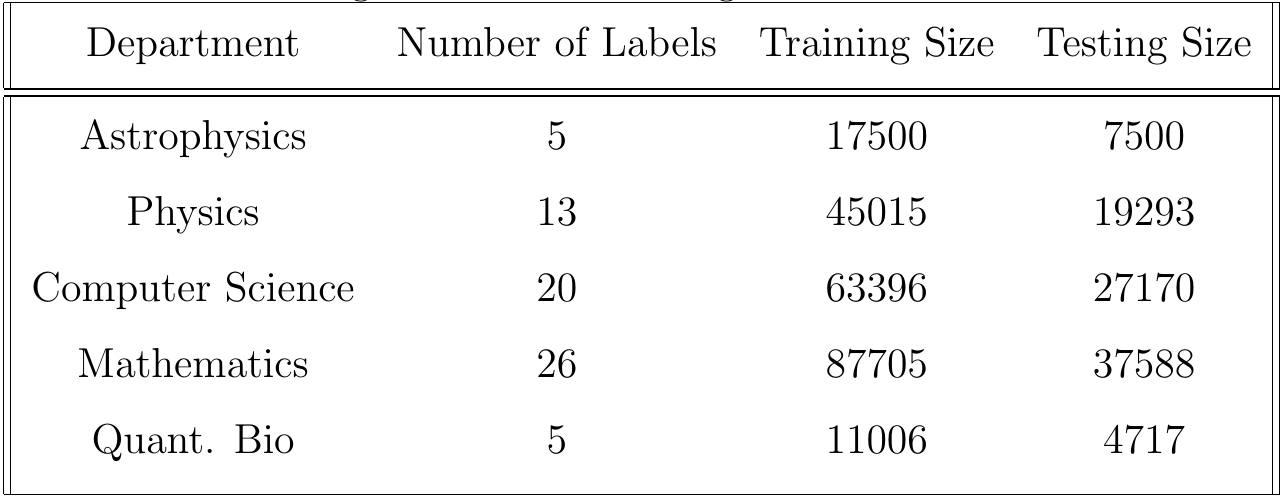 Department Number of Labels Training Size Testing Size
Astrophysics 5 17500 7500
Physics 13 45015 19293
Computer Science 20 63396 27170
Mathematics 26 87705 37588
Quant. Bio 5 11006 4717